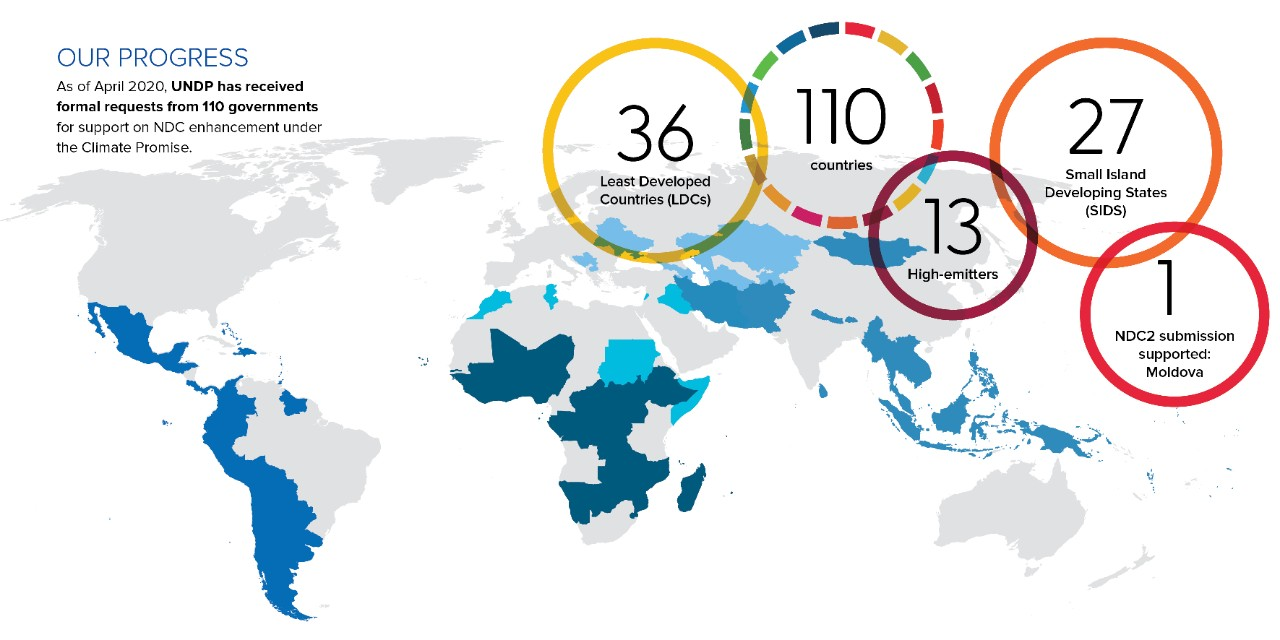 OUR PROGRESS
As of April 2020, UNDP has received
formal requests from 110 governments
for support on NDC enhancement under
the Climate Promise.
36
Least Developed
Countries (LDCs)
110
countries
27
Small Island
Developing States
(SIDS)
13
High-emitters
1
NDC2 submission
supported:
Moldova